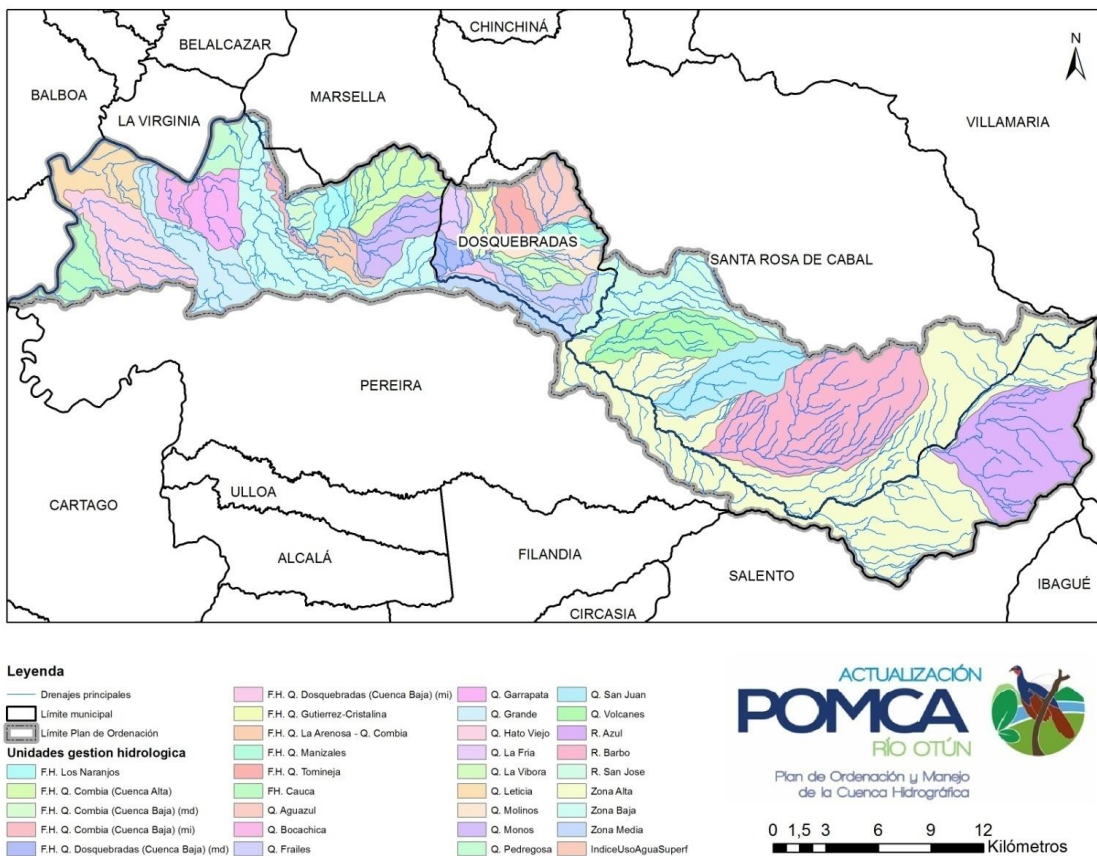 CHINCHINÁ
BELALCAZAR
N
BALBOA
MARSELLA
LA VIRGINIA
VILLAMARIA
DOSQUEBRADAS
SANTA ROSA DE CABAL
PEREIRA
CARTAGO
ULLOA
ALCALÁ
FILANDIA
SALENTO
IBAGUÉ
CIRCASIA
Leyenda
Drenajes principales
Límite municipal
Límite Plan de Ordenación
Unidades gestion hidrologica
F.H. Los Naranjos
F.H. Q. Combia (Cuenca Alta)
F.H. Q. Combia (Cuenca Baja) (md)
F.H. Q. Combia (Cuenca Baja) (mi)
F.H. Q. Dosquebradas (Cuenca Baja) (md)
F.H. Q. Dosquebradas (Cuenca Baja) (mi)
F.H. Q. Gutierrez-Cristalina
F.H. Q. La Arenosa - Q. Combia
F.H. Q. Manizales
F.H. Q. Tomineja
FH. Cauca
Q. Aguazul
Q. Bocachica
Q. Frailes
Q. Garrapata
Q. Grande
Q. Hato Viejo
Q. La Fria
Q. La Vibora
Q. Leticia
Q. Molinos
Q. Monos
Q. Pedregosa
Q. San Juan
Q. Volcanes
R. Azul
R. Barbo
R. San Jose
Zona Alta
Zona Baja
Zona Media
IndiceUsoAguaSuperf
ACTUALIZACIÓN
POMCA
RÍO OTÚN
Plan de Ordenación y Manejo
de la Cuenca Hidrográfica
0 1,5 3 6 9 12
Kilómetros